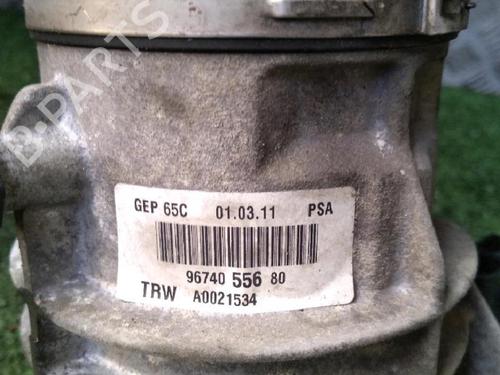 B-PARTS
GEP 65C 01.03.11 PSA
96740 556 80
TRW A0021534